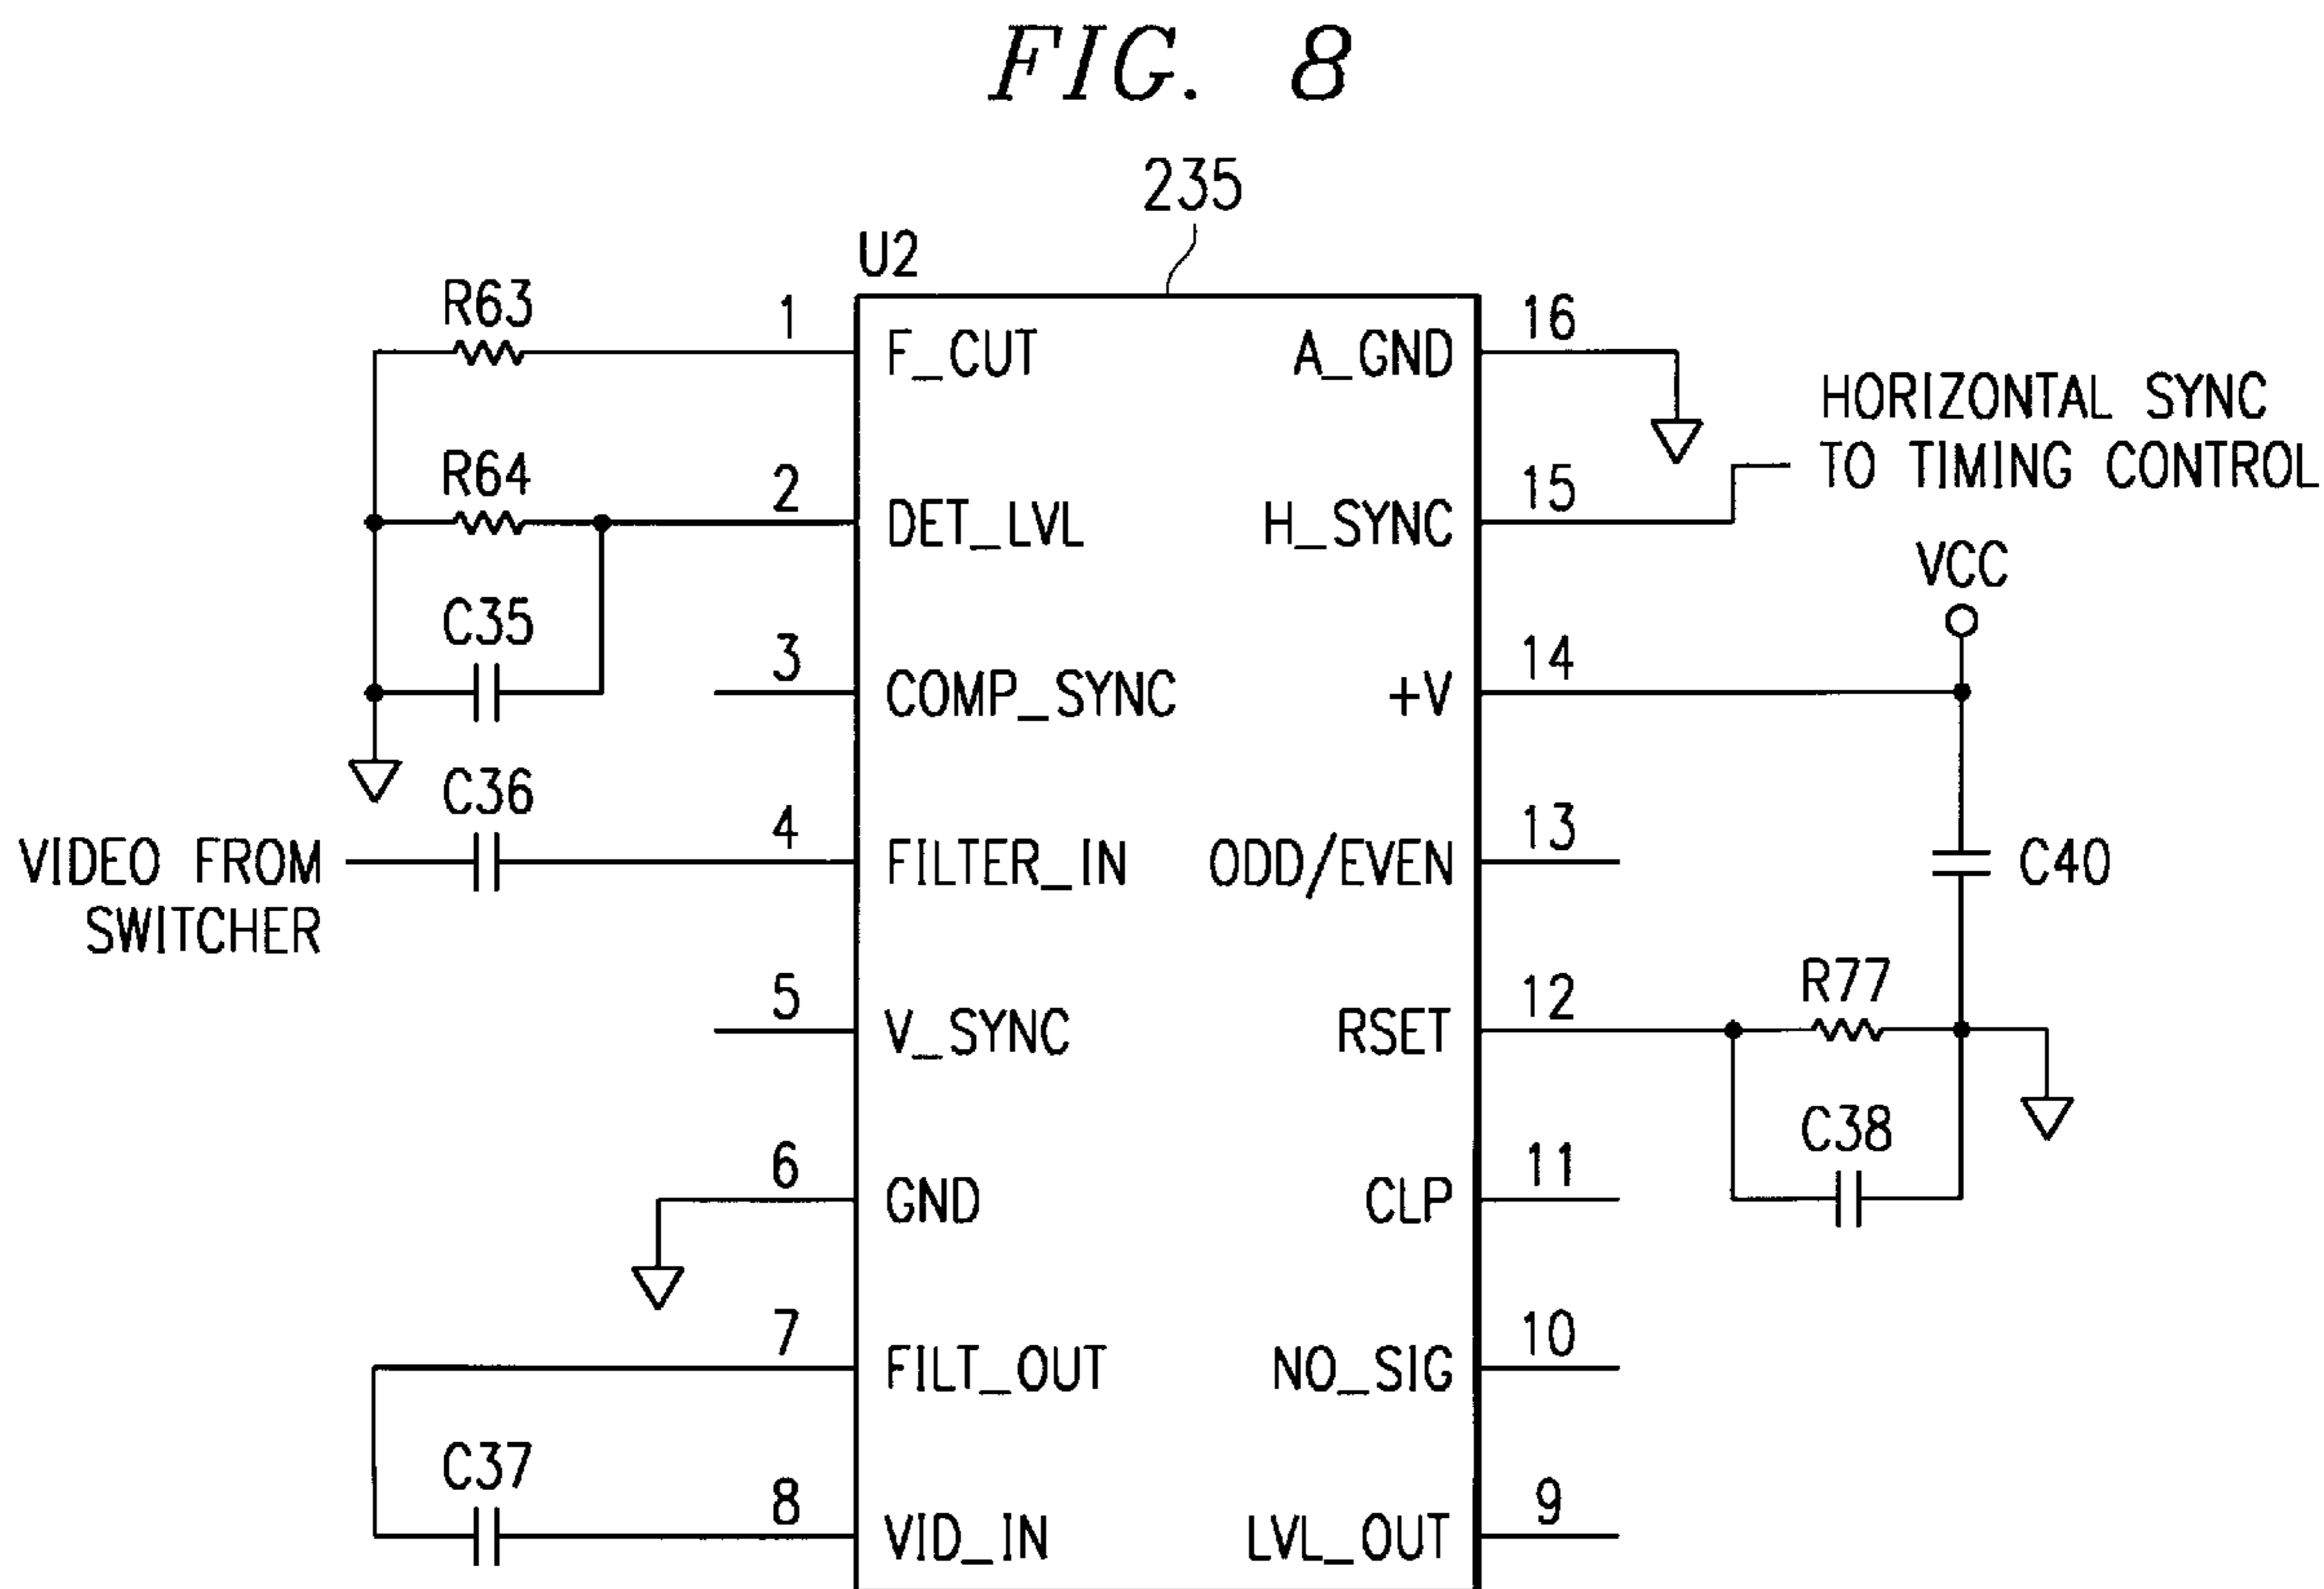 FIG. 8
235
U2
R63
1
F_CUT
A_GND
16
HORIZONTAL SYNC
TO TIMING CONTROL
R64
2
DET_LVL
H_SYNC
15
VCC
C35
3
COMP_SYNC
+V
14
C36
VIDEO FROM
SWITCHER
4
FILTER_IN
ODD/EVEN
13
C40
5
V_SYNC
RSET
12
R77
C38
6
GND
CLP
11
7
FILT_OUT
NO_SIG
10
C37
8
VID_IN
LVL_OUT
9